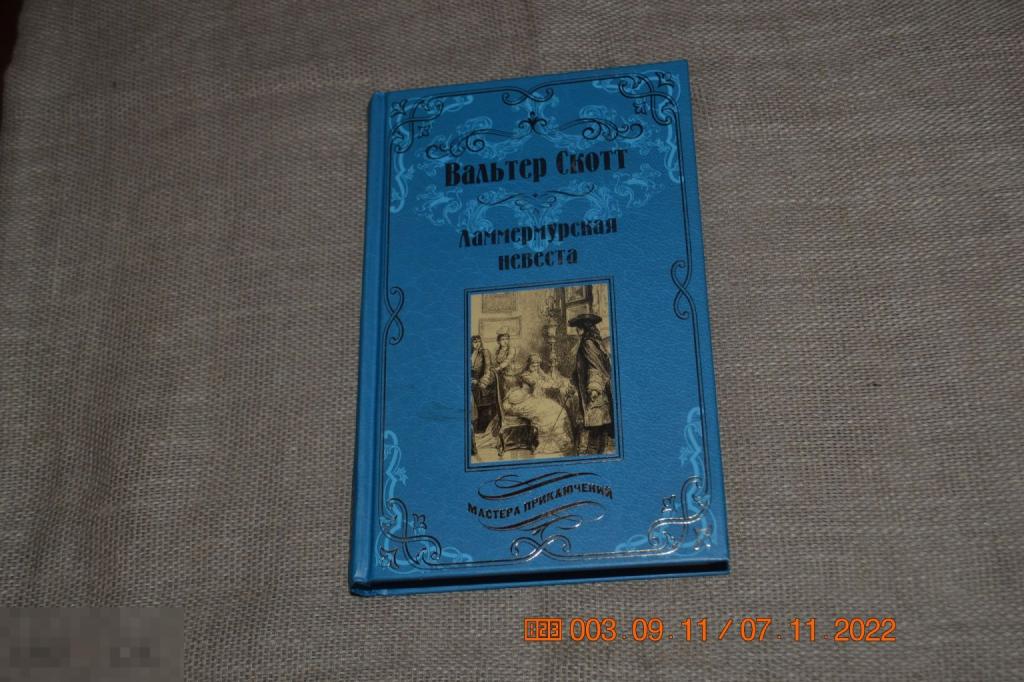 Вальтер Скотт
Ламмермурская
невеста
МАСТЕРА ПРИКЛЮЧЕНИЙ
003.09.11/07.11 2022